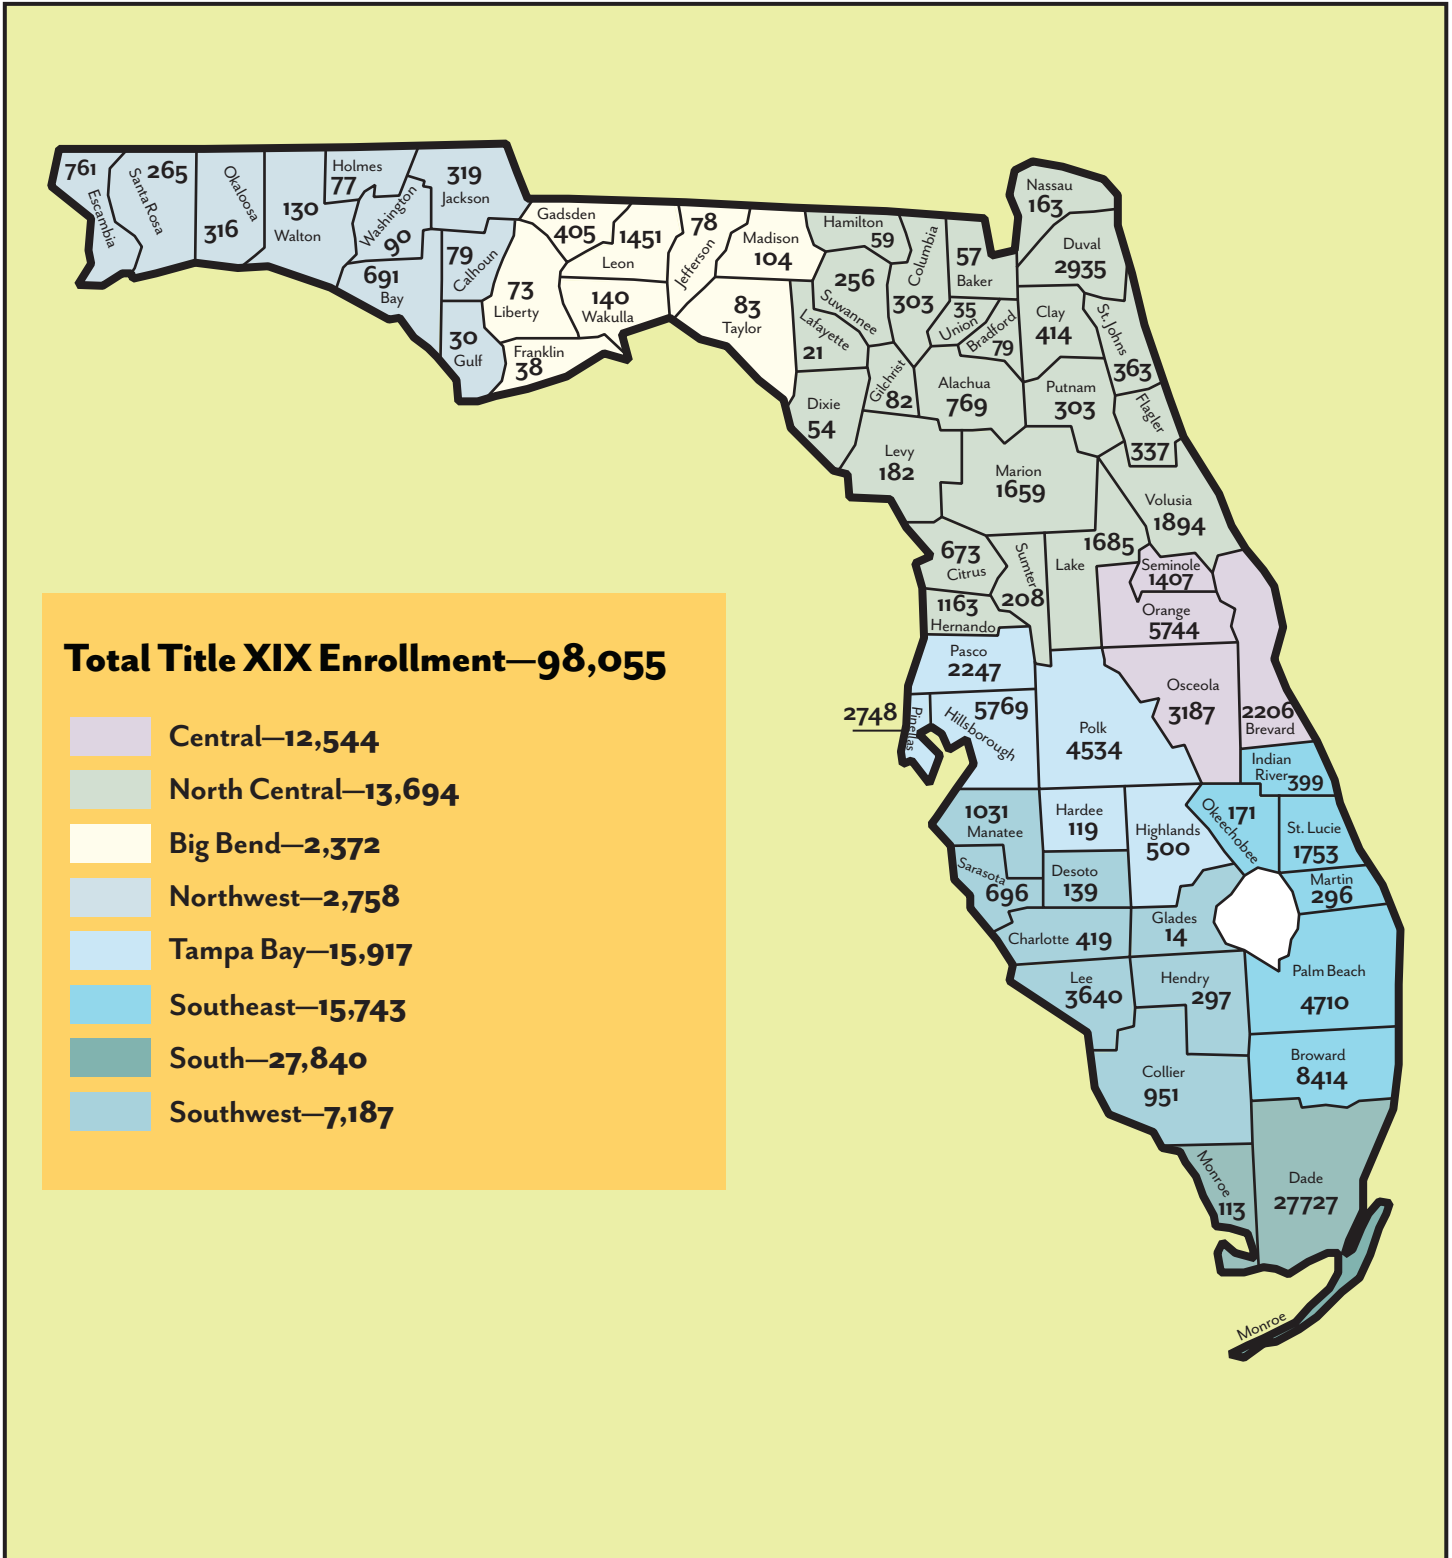 761
Escambia
Santa Rosa
265
Okaloosa
316
130
Walton
Holmes
77
Washington
90
319
Jackson
691
Bay
79
Calhoun
30
Gulf
Gadsden
405
1451
Leon
78
Jefferson
Madison
104
73
Liberty
140
Wakulla
83
Taylor
Franklin
38
Hamilton
59
Columbia
303
57
Baker
Nassau
163
Duval
2935
256
Suwannee
Lafayette
21
35
Union
Bradford
79
Clay
414
St. Johns
363
Dixie
54
Gilchrist
82
Alachua
769
Putnam
303
Flagler
337
Levy
182
Marion
1659
Volusia
1894
673
Citrus
Sumter
208
1685
Lake
Seminole
1407
1163
Hernando
Orange
5744
Pasco
2247
Osceola
3187
2206
Brevard
2748
Pinellas
5769
Hillsborough
Polk
4534
Indian
River 399
1031
Manatee
Hardee
119
Highlands
500
171
Okeechobee
St. Lucie
1753
Sarasota
696
Desoto
139
Martin
296
Charlotte 419
Glades
14
Lee
3640
Hendry
297
Palm Beach
4710
Collier
951
Broward
8414
Monroe
113
Dade
27727
Monroe
Total Title XIX Enrollment—98,055
Central—12,544
North Central—13,694
Big Bend—2,372
Northwest—2,758
Tampa Bay—15,917
Southeast—15,743
South—27,840
Southwest—7,187